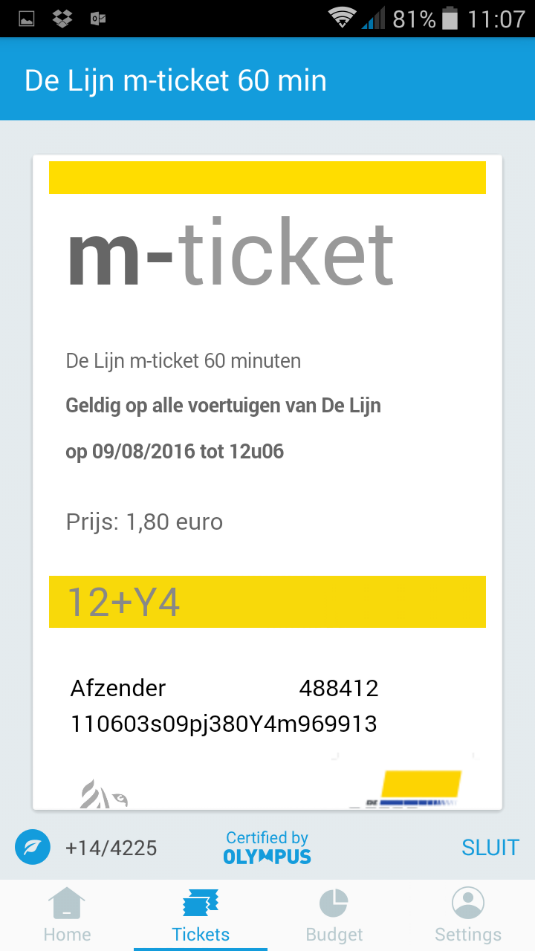 81% 11:07
De Lijn m-ticket 60 min
m-ticket
De Lijn m-ticket 60 minuten
Geldig op alle voertuigen van De Lijn
op 09/08/2016 tot 12u06
Prijs: 1,80 euro
12+Y4
Afzender 488412
110603s09pj380Y4m969913
+14/4225
Certified by
OLYMPUS
SLUIT
Home
Tickets
Budget
Settings